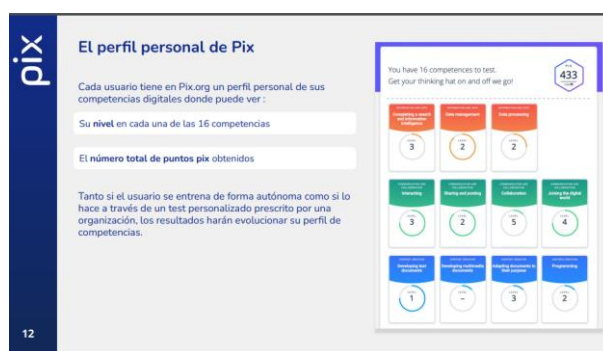 pix
El perfil personal de Pix
Cada usuario tiene en Pix.org un perfil personal de sus
competencias digitales donde puede ver :
Su nivel en cada una de las 16 competencias
El número total de puntos pix obtenidos
Tanto si el usuario se entrena de forma autónoma como si lo
hace a través de un test personalizado prescrito por una
organización, los resultados harán evolucionar su perfil de
competencias.
12
You have 16 competences to test.
Get your thinking hat on and off we go!
433
Data management
Data processing
3
2
2
Interacting
Sharing and posting
Collaboration
Joining the digital
world
3
2
5
4
Developing text
documents
Developing multimedia
documents
Adapting documents to
their purpose
Programming
1
–
3
2